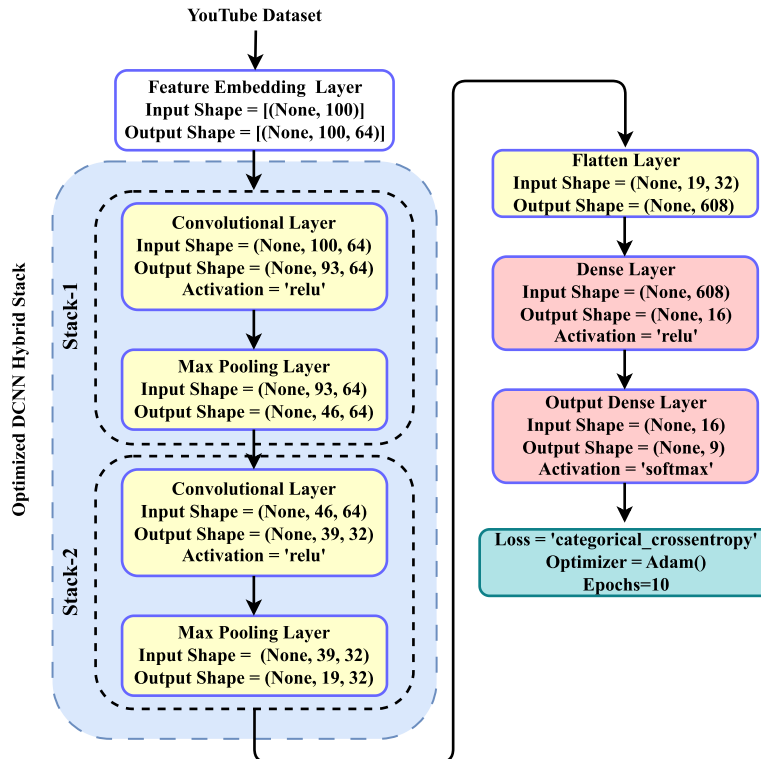 YouTube Dataset
Feature Embedding Layer
Input Shape = [(None, 100)]
Output Shape = [(None, 100, 64)]
Optimized DCNN Hybrid Stack
Stack-1
Convolutional Layer
Input Shape = (None, 100, 64)
Output Shape = (None, 93, 64)
Activation = 'relu'
Max Pooling Layer
Input Shape = (None, 93, 64)
Output Shape = (None, 46, 64)
Stack-2
Convolutional Layer
Input Shape = (None, 46, 64)
Output Shape = (None, 39, 32)
Activation = 'relu'
Max Pooling Layer
Input Shape = (None, 39, 32)
Output Shape = (None, 19, 32)
Flatten Layer
Input Shape = (None, 19, 32)
Output Shape = (None, 608)
Dense Layer
Input Shape = (None, 608)
Output Shape = (None, 16)
Activation = 'relu'
Output Dense Layer
Input Shape = (None, 16)
Output Shape = (None, 9)
Activation = 'softmax'
Loss = 'categorical_crossentropy'
Optimizer = Adam()
Epochs=10